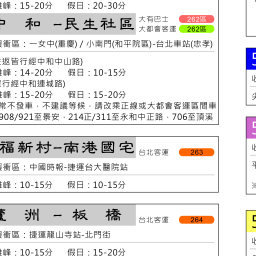 峰：15-20分　假日：20-30分
中 和 -民生社區
大有巴士 262區
大都會客運 262區
衝區：一女中(重慶) / 小南門(和平院區)-台北車站(忠孝)
返皆行經中和中山路)
峰：14-20分　假日：10-15分
行經中和連城路)
峰：15-20分　假日：15-20分
常不發車，不建議等候，請改乘正線或大都會客運區間車
908/921至景安，214正/311至永和中正路，706至頂溪
福新村-南港國宅
台北客運 263
衝區：中國時報-捷運台大醫院站
峰：10-15分　假日：10-15分
蘆 洲 - 板 橋
台北客運 264
衝區：捷運龍山寺站-北門街
峰：10-15分　假日：15-20分